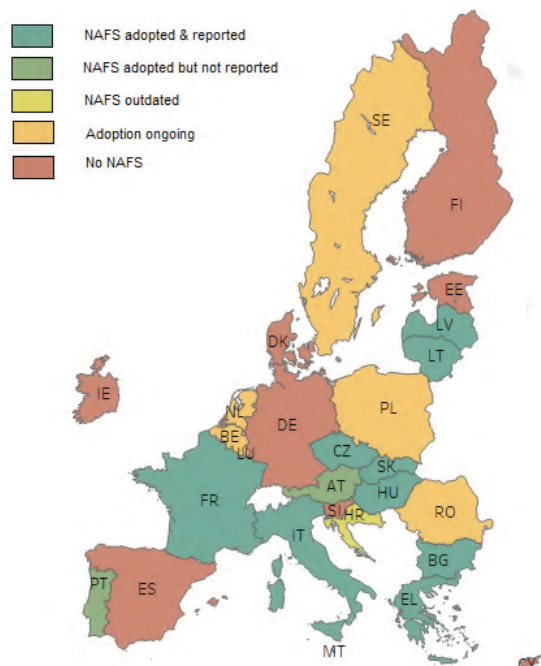 NAFS adopted & reported
NAFS adopted but not reported
NAFS outdated
Adoption ongoing
No NAFS
SE
FI
EE
LV
LT
DK
IE
NL
PL
BE
DE
LU
CZ
SK
AT
HU
FR
SI
HR
RO
IT
BG
PT
ES
EL
MT
CY